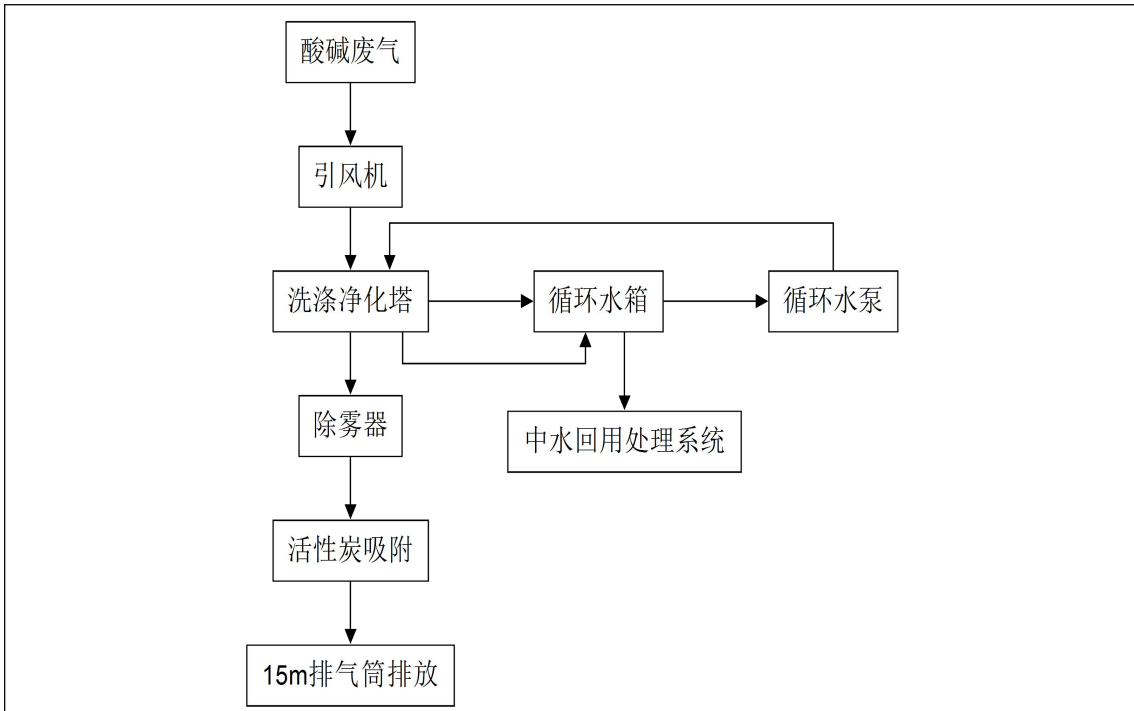 酸碱废气
引风机
洗涤净化塔
循环水箱
循环水泵
除雾器
中水回用处理系统
活性炭吸附
15m排气筒排放